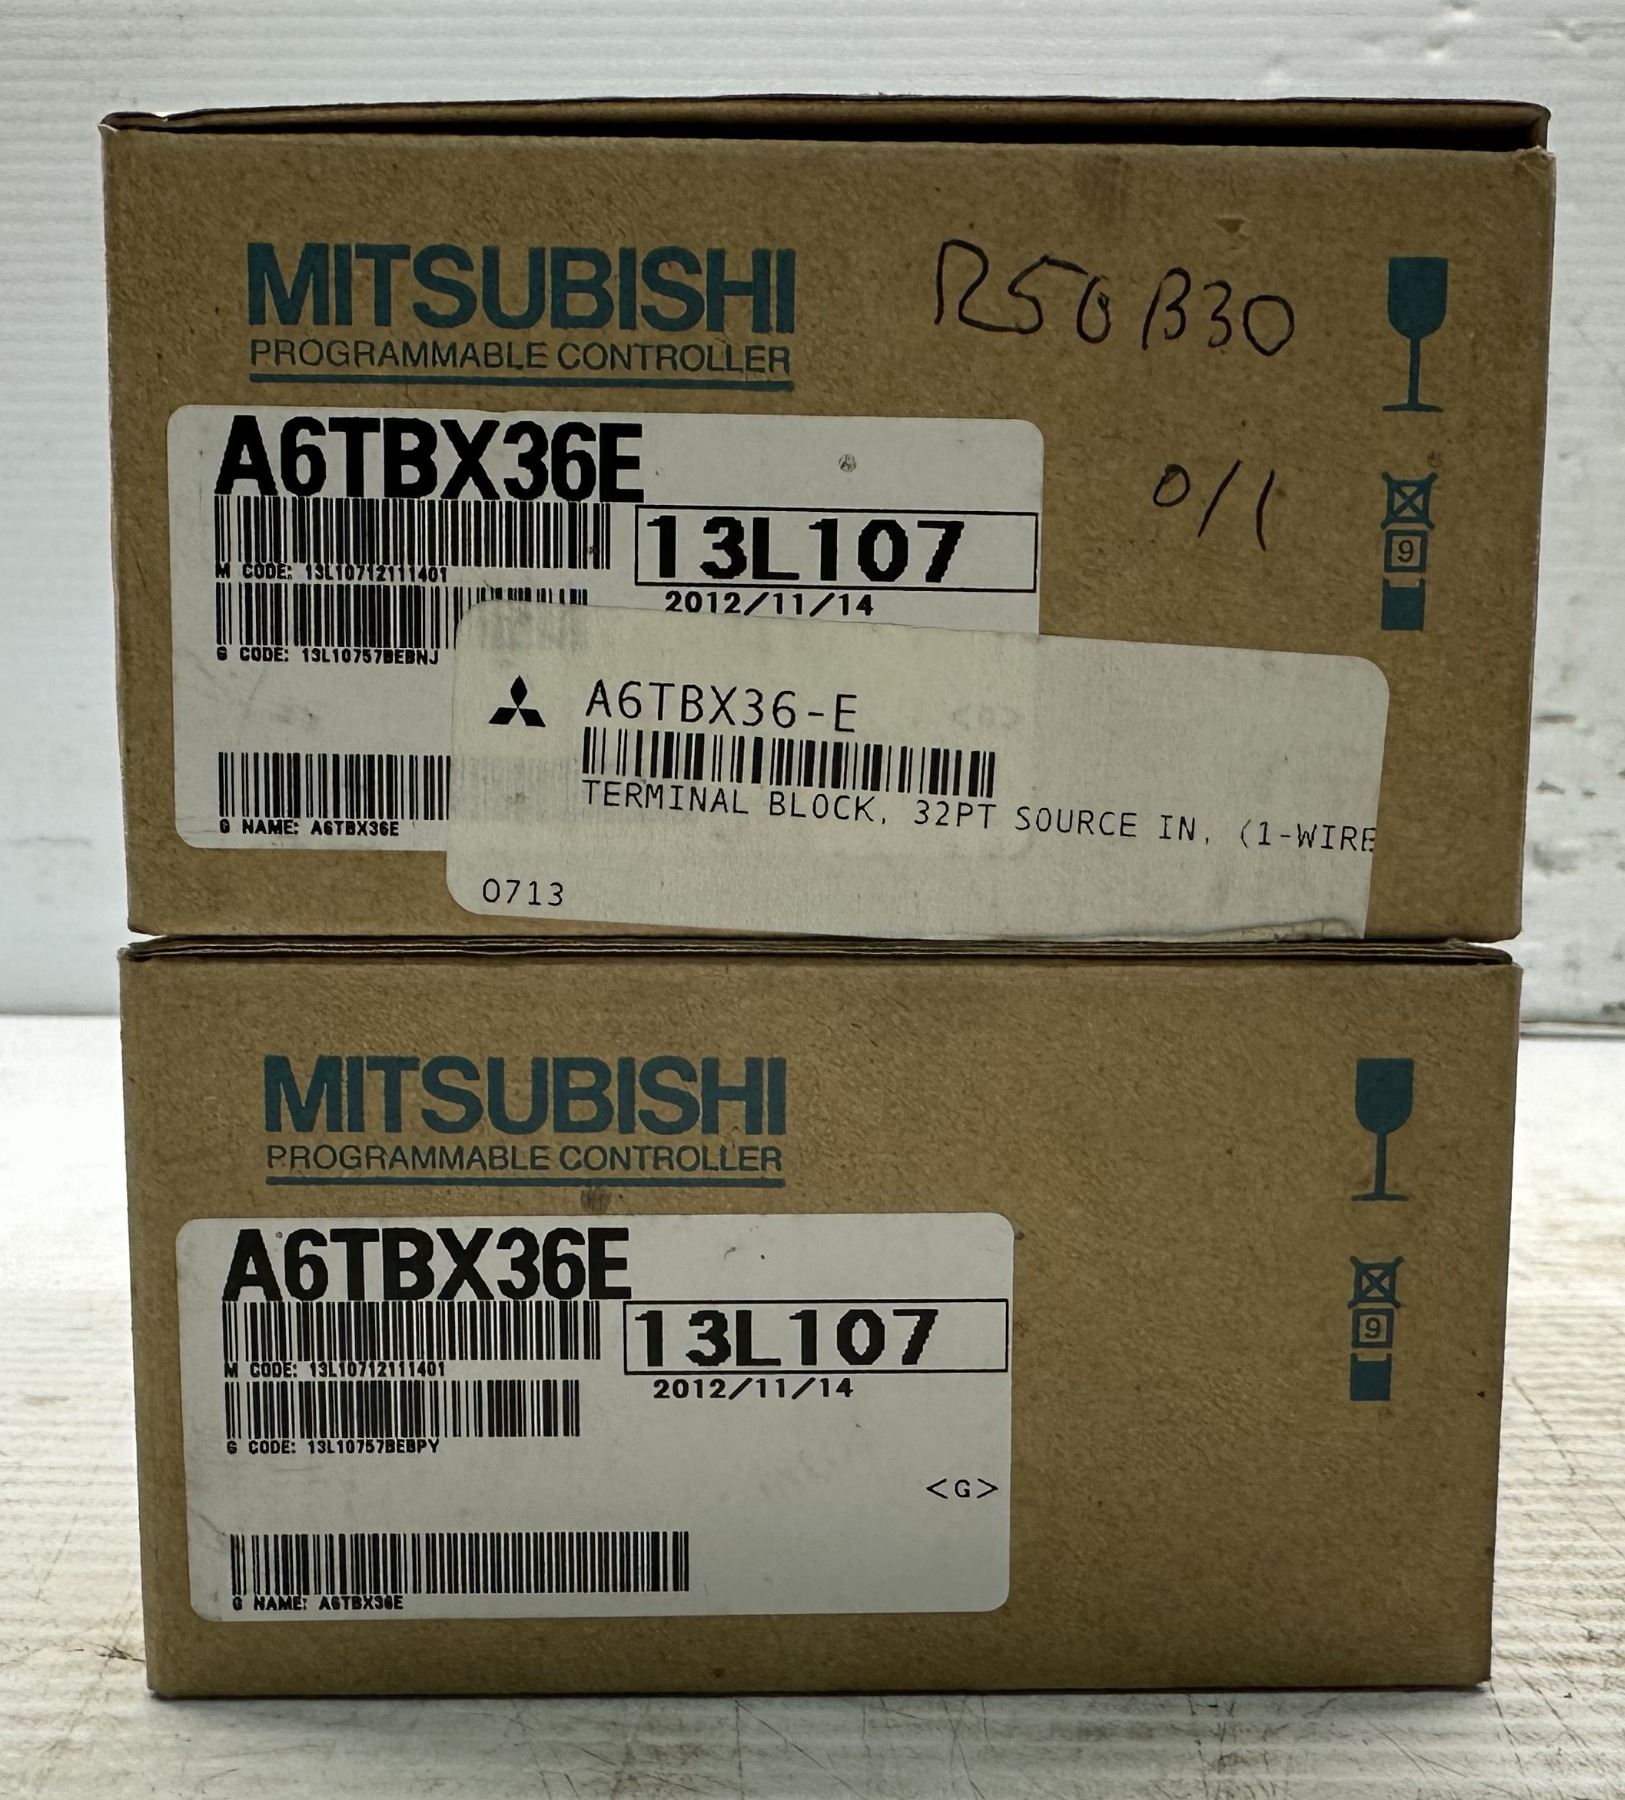 MITSUBISHI
PROGRAMMABLE CONTROLLER
R50B30
0/1
9
A6TBX36E
13L107
M CODE: 13L10712111401
2012/11/14
G CODE: 13L10757BEBNJ
G NAME: A6TBX36E
A6TBX36-E
TERMINAL BLOCK, 32PT SOURCE IN, (1-WIRE
0713
MITSUBISHI
PROGRAMMABLE CONTROLLER
9
A6TBX36E
13L107
M CODE: 13L10712111401
2012/11/14
G CODE: 13L10757BEBPY
<G>
G NAME: A6TBX36E